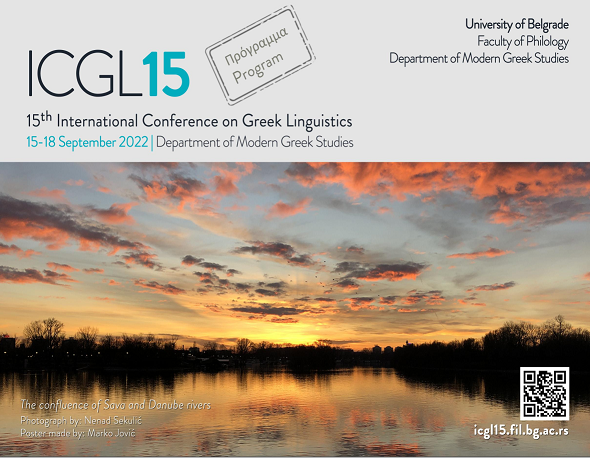 ICGL15
Πρόγραμμα
Program
University of Belgrade
Faculty of Philology
Department of Modern Greek Studies
15th International Conference on Greek Linguistics
15-18 September 2022 | Department of Modern Greek Studies
The confluence of Sava and Danube rivers
Photograph by: Nenad Sekulić
Poster made by: Marko Jović
icgl15.fil.bg.ac.rs